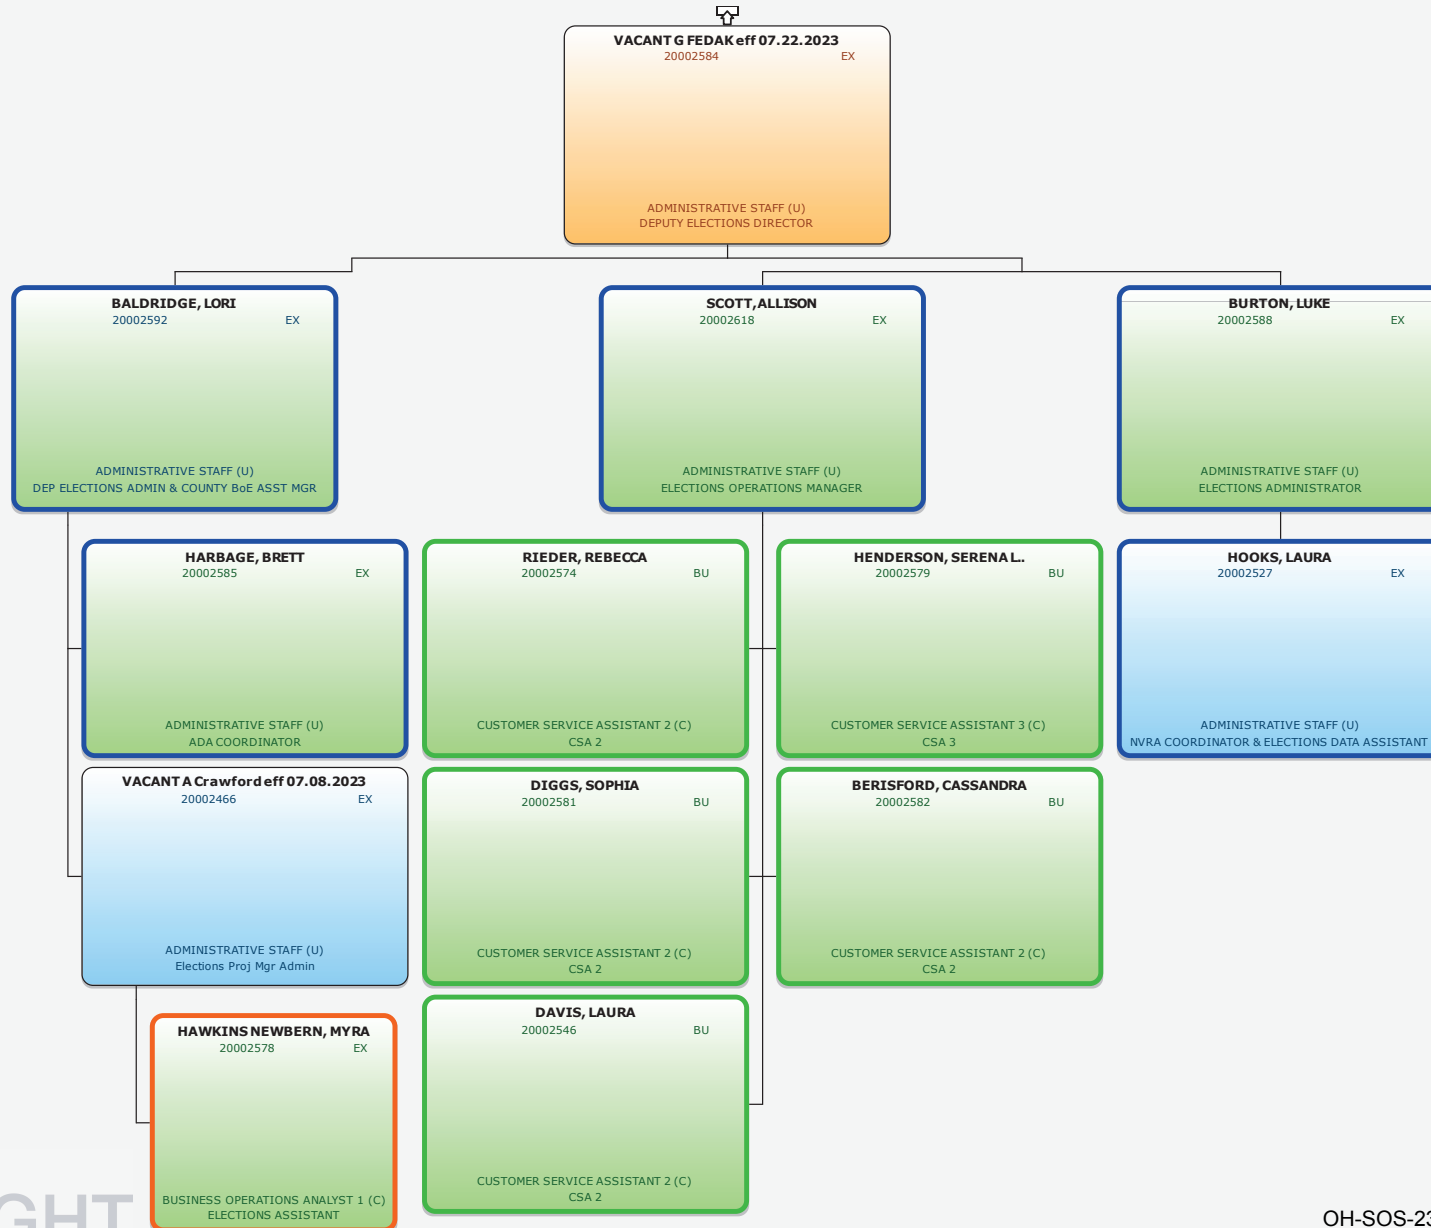 VACANT G FEDAK eff 07.22.2023
20002584 EX
ADMINISTRATIVE STAFF (U)
DEPUTY ELECTIONS DIRECTOR
BALDRIDGE, LORI
20002592 EX
ADMINISTRATIVE STAFF (U)
DEP ELECTIONS ADMIN & COUNTY BoE ASST MGR
SCOTT, ALLISON
20002618 EX
ADMINISTRATIVE STAFF (U)
ELECTIONS OPERATIONS MANAGER
BURTON, LUKE
20002588 EX
ADMINISTRATIVE STAFF (U)
ELECTIONS ADMINISTRATOR
HARBAGE, BRETT
20002585 EX
ADMINISTRATIVE STAFF (U)
ADA COORDINATOR
RIEDER, REBECCA
20002574 BU
CUSTOMER SERVICE ASSISTANT 2 (C)
CSA 2
HENDERSON, SERENA L..
20002579 BU
CUSTOMER SERVICE ASSISTANT 3 (C)
CSA 3
HOOKS, LAURA
20002527 EX
ADMINISTRATIVE STAFF (U)
NVRA COORDINATOR & ELECTIONS DATA ASSISTANT
VACANT A Crawford eff 07.08.2023
20002466 EX
ADMINISTRATIVE STAFF (U)
Elections Proj Mgr Admin
DIGGS, SOPHIA
20002581 BU
CUSTOMER SERVICE ASSISTANT 2 (C)
CSA 2
BERISFORD, CASSANDRA
20002582 BU
CUSTOMER SERVICE ASSISTANT 2 (C)
CSA 2
HAWKINS NEWBERN, MYRA
20002578 EX
BUSINESS OPERATIONS ANALYST 1 (C)
ELECTIONS ASSISTANT
DAVIS, LAURA
20002546 BU
CUSTOMER SERVICE ASSISTANT 2 (C)
CSA 2
GHT
OH-SOS-23